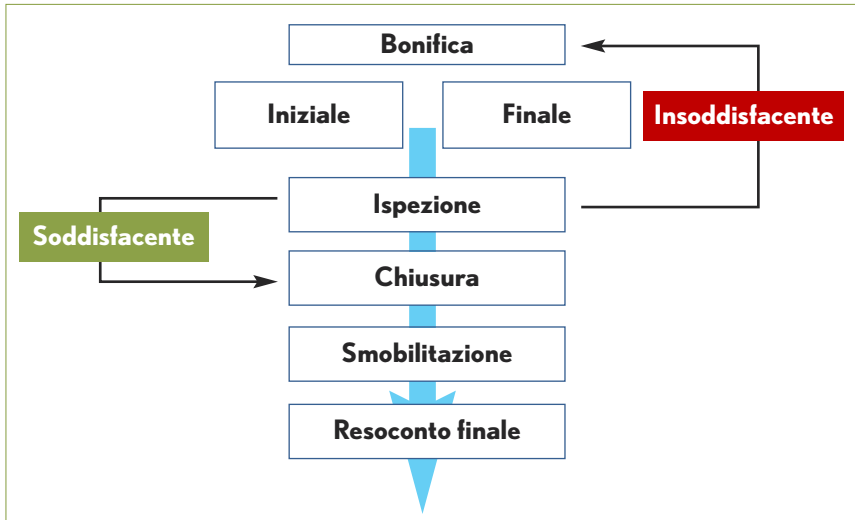 Bonifica
Iniziale
Finale
Insoddisfacente
Ispezione
Soddisfacente
Chiusura
Smobilitazione
Resoconto finale